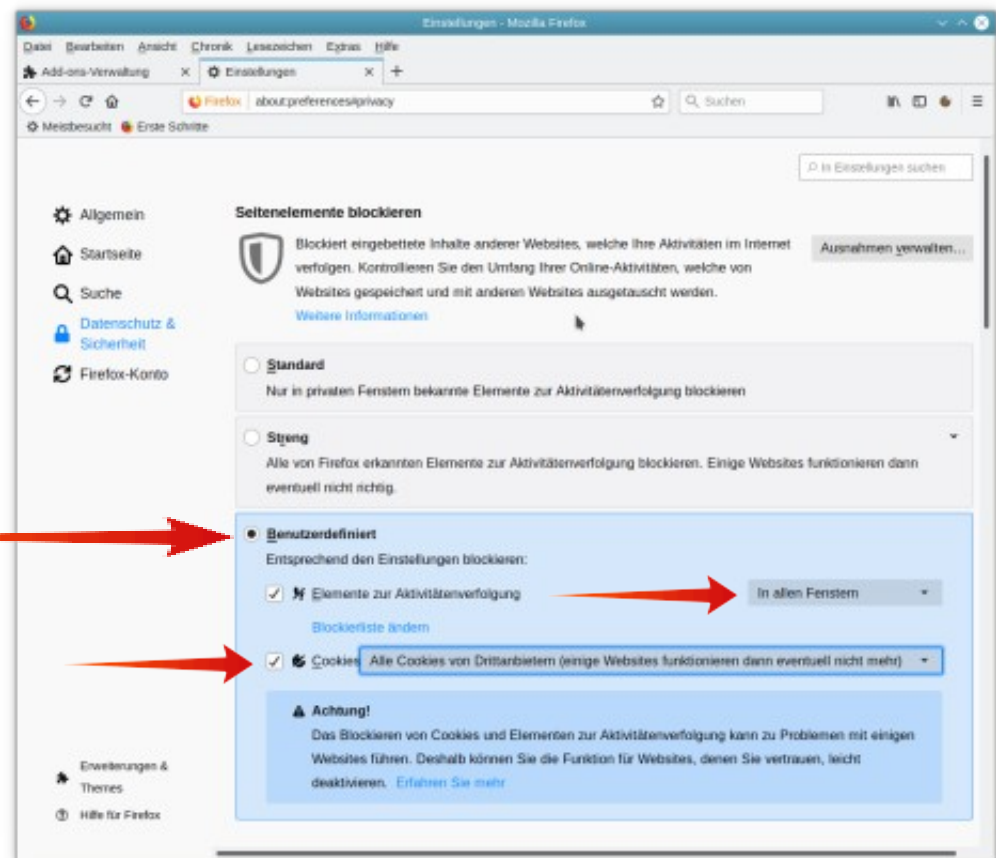 Einstellungen - Mozilla Firefox
Datei Bearbeiten Ansicht Chronik Lesezeichen Extras Hilfe
Add-ons-Verwaltung Einstellungen
Firefox about:preferences#privacy Suchen
Meistbesucht Erste Schritte
In Einstellungen suchen
Allgemein
Startseite
Suche
Datenschutz &
Sicherheit
Firefox-Konto
Erweiterungen &
Themes
Hilfe für Firefox
Seitenelemente blockieren
Blockiert eingebettete Inhalte anderer Websites, welche Ihre Aktivitäten im Internet
verfolgen. Kontrollieren Sie den Umfang Ihrer Online-Aktivitäten, welche von
Websites gespeichert und mit anderen Websites ausgetauscht werden.
Weitere Informationen
Ausnahmen verwalten...
Standard
Nur in privaten Fenstern bekannte Elemente zur Aktivitätenverfolgung blockieren
Streng
Alle von Firefox erkannten Elemente zur Aktivitätenverfolgung blockieren. Einige Websites funktionieren dann
eventuell nicht richtig.
Benutzerdefiniert
Entsprechend den Einstellungen blockieren:
Elemente zur Aktivitätenverfolgung In allen Fenstern
Blockierliste ändern
Cookies Alle Cookies von Drittanbietern (einige Websites funktionieren dann eventuell nicht mehr)
Achtung!
Das Blockieren von Cookies und Elementen zur Aktivitätenverfolgung kann zu Problemen mit einigen
Websites führen. Deshalb können Sie die Funktion für Websites, denen Sie vertrauen, leicht
deaktivieren. Erfahren Sie mehr